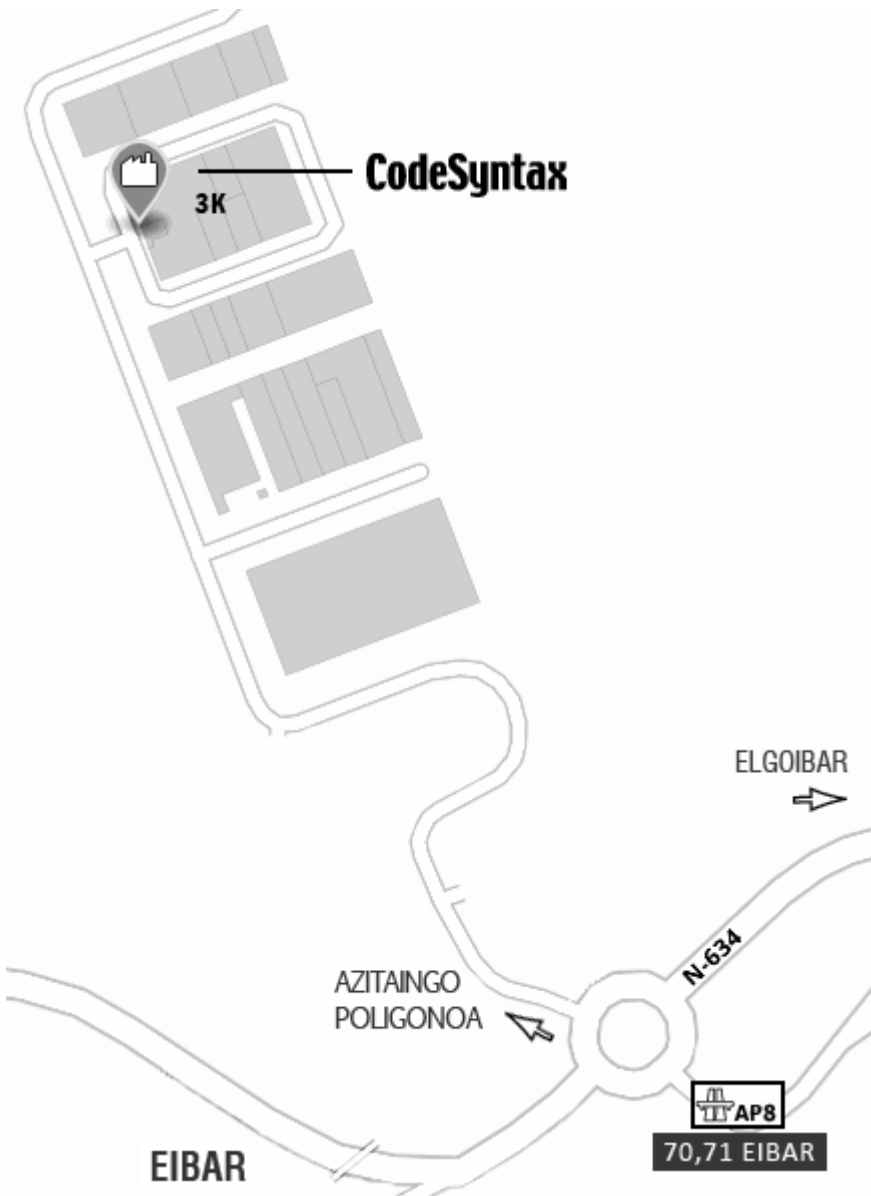 CodeSyntax
3K
ELGOIBAR
N-634
AZITAINGO
POLIGONOA
AP8
70,71 EIBAR
EIBAR